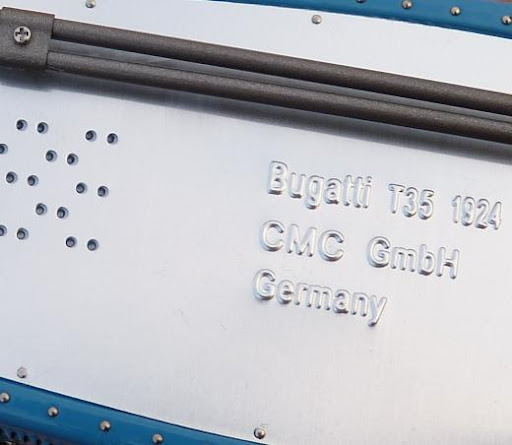 Bugatti T35 1924
CMC GmbH
Germany